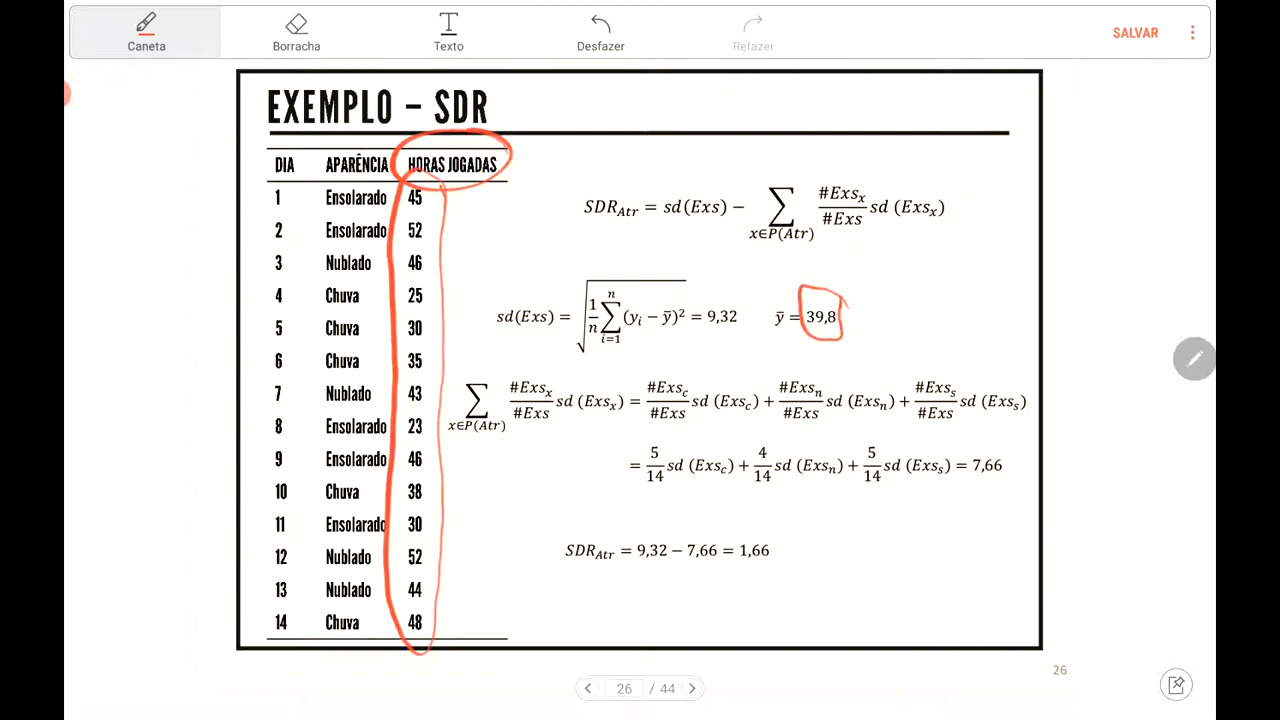 Caneta Borracha Texto Desfazer Refazer SALVAR
EXEMPLO – SDR
DIA APARÊNCIA HORAS JOGADAS
1 Ensolarado 45
2 Ensolarado 52
3 Nublado 46
4 Chuva 25
5 Chuva 30
6 Chuva 35
7 Nublado 43
8 Ensolarado 23
9 Ensolarado 46
10 Chuva 38
11 Ensolarado 30
12 Nublado 52
13 Nublado 44
14 Chuva 48
SDR_Atr = sd(Exs) − ∑_{x∈P(Atr)} #Exs_x/#Exs sd (Exs_x)
sd(Exs) = √(1/n ∑_{i=1}^{n} (y_i − ȳ)²) = 9,32 ȳ = 39,8
∑_{x∈P(Atr)} #Exs_x/#Exs sd (Exs_x) = #Exs_c/#Exs sd (Exs_c) + #Exs_n/#Exs sd (Exs_n) + #Exs_s/#Exs sd (Exs_s)
= 5/14 sd (Exs_c) + 4/14 sd (Exs_n) + 5/14 sd (Exs_s) = 7,66
SDR_Atr = 9,32 − 7,66 = 1,66
26
26 / 44